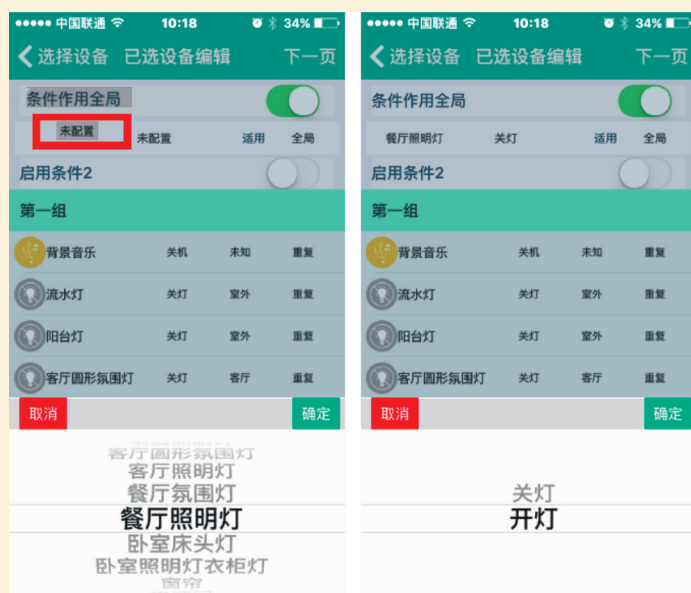 中国联通 10:18 34%
选择设备 已选设备编辑 下一页
条件作用全局
未配置 未配置 适用 全局
启用条件2
第一组
背景音乐 关机 未知 重复
流水灯 关灯 室外 重复
阳台灯 关灯 室外 重复
客厅圆形氛围灯 关灯 客厅 重复
取消 确定
客厅圆形氛围灯
客厅照明灯
餐厅氛围灯
餐厅照明灯
卧室床头灯
卧室照明灯衣柜灯
窗帘
中国联通 10:18 34%
选择设备 已选设备编辑 下一页
条件作用全局
餐厅照明灯 关灯 适用 全局
启用条件2
第一组
背景音乐 关机 未知 重复
流水灯 关灯 室外 重复
阳台灯 关灯 室外 重复
客厅圆形氛围灯 关灯 客厅 重复
取消 确定
关灯
开灯